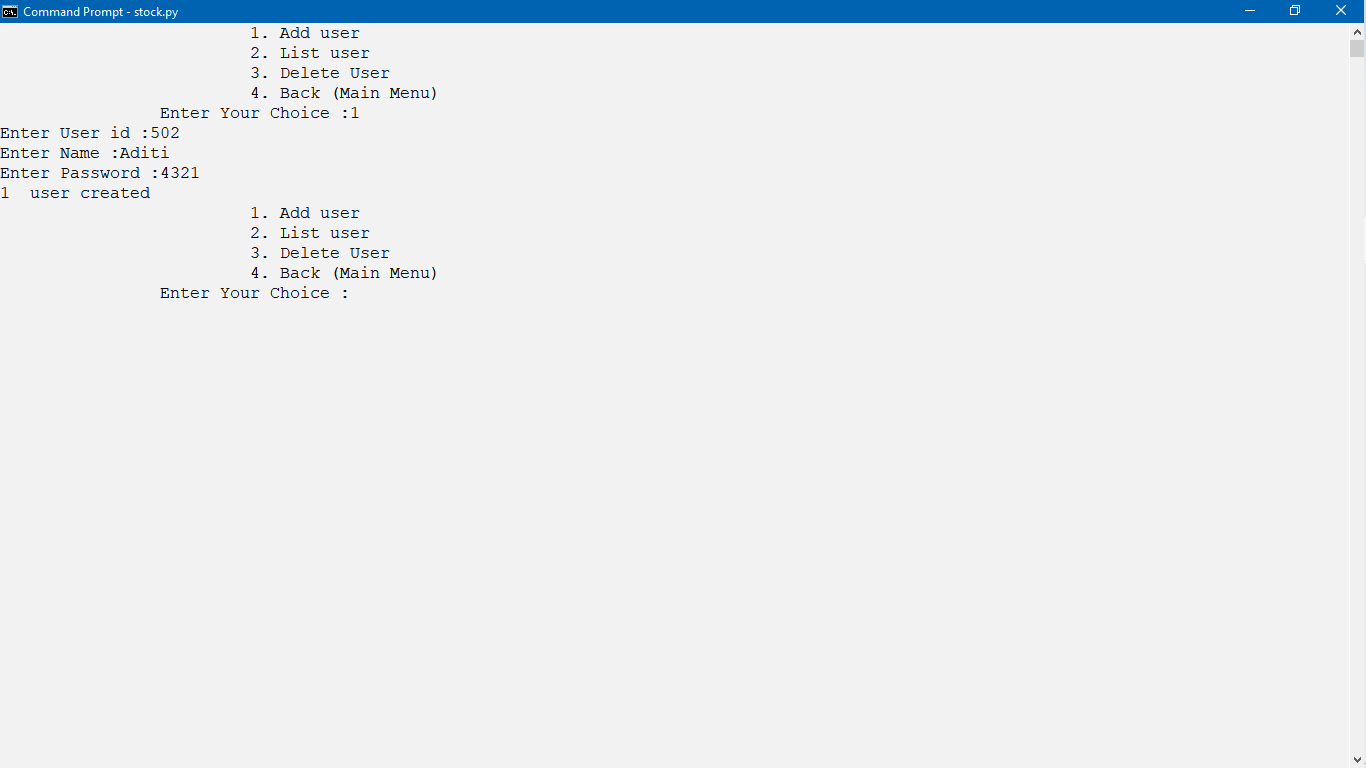 Command Prompt - stock.py
1. Add user
2. List user
3. Delete User
4. Back (Main Menu)
Enter Your Choice :1
Enter User id :502
Enter Name :Aditi
Enter Password :4321
1  user created
1. Add user
2. List user
3. Delete User
4. Back (Main Menu)
Enter Your Choice :